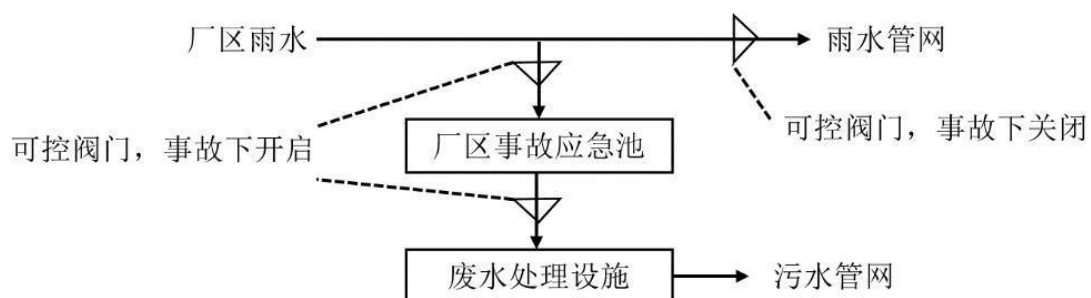 厂区雨水
雨水管网
可控阀门，事故下关闭
厂区事故应急池
可控阀门，事故下开启
废水处理设施
污水管网